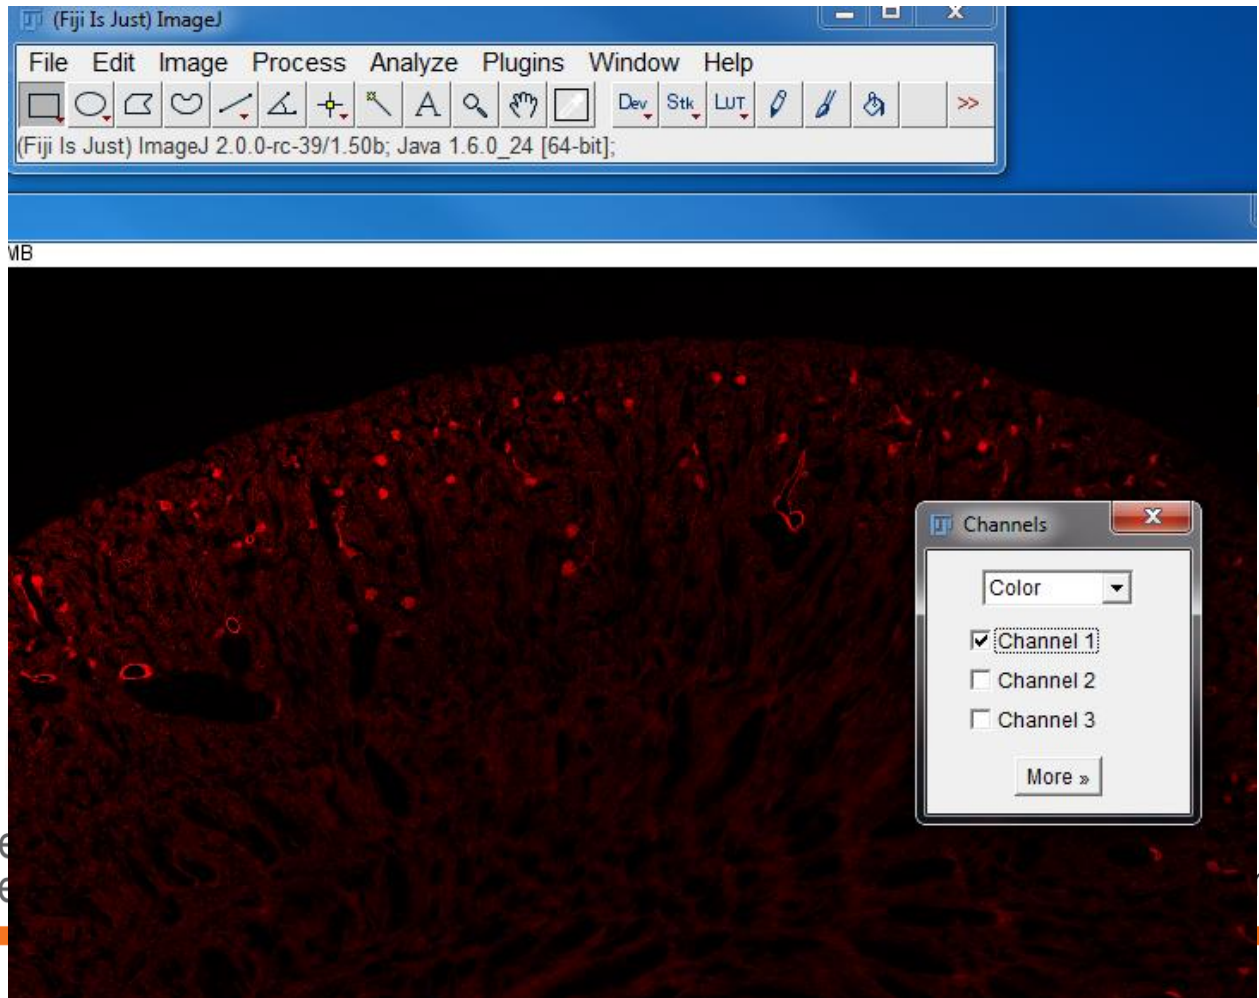 (Fiji Is Just) ImageJ
File Edit Image Process Analyze Plugins Window Help
A Dev Stk LUT >>
(Fiji Is Just) ImageJ 2.0.0-rc-39/1.50b; Java 1.6.0_24 [64-bit];
MB
Channels
Color
Channel 1
Channel 2
Channel 3
More »